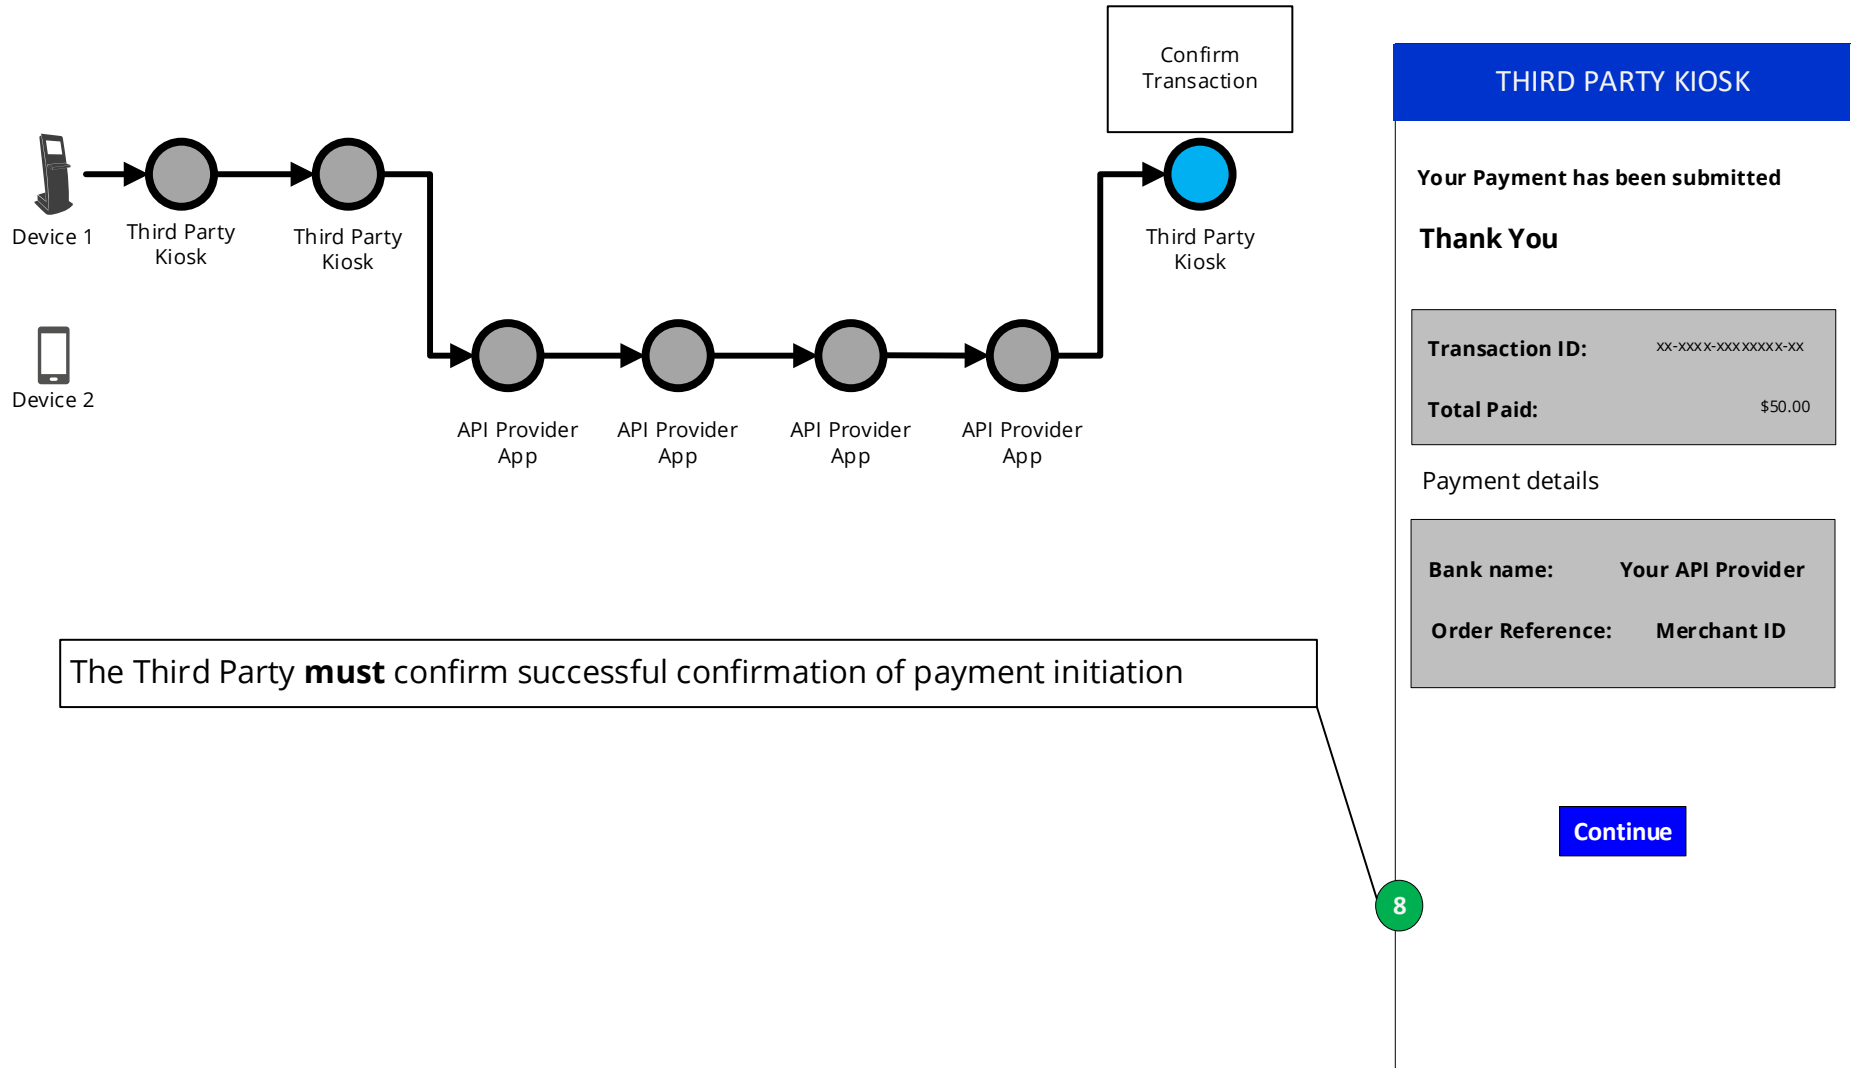 Confirm
Transaction
Device 1
Third Party
Kiosk
Third Party
Kiosk
Third Party
Kiosk
Device 2
API Provider
App
API Provider
App
API Provider
App
API Provider
App
The Third Party must confirm successful confirmation of payment initiation
8
THIRD PARTY KIOSK
Your Payment has been submitted
Thank You
Transaction ID: xx-xxxx-xxxxxxxx-xx
Total Paid: $50.00
Payment details
Bank name: Your API Provider
Order Reference: Merchant ID
Continue